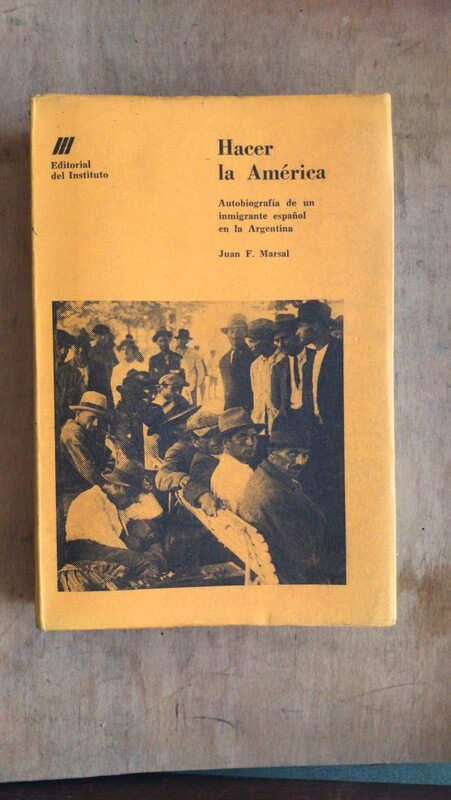 Editorial
del Instituto
Hacer
la América
Autobiografía de un
inmigrante español
en la Argentina
Juan F. Marsal